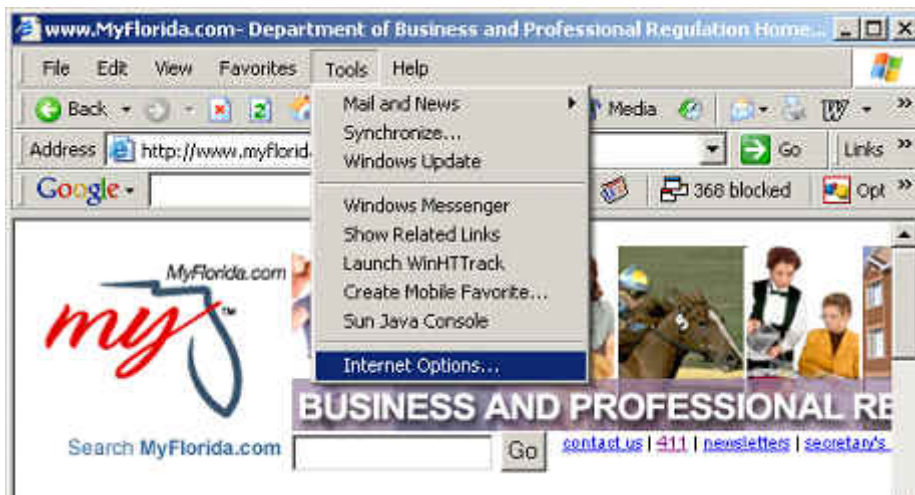 www.MyFlorida.com- Department of Business and Professional Regulation Home...
File Edit View Favorites Tools Help
Back Media
Address http://www.myflorid Go Links
Google 368 blocked Opt
Mail and News
Synchronize...
Windows Update
Windows Messenger
Show Related Links
Launch WinHTTrack
Create Mobile Favorite...
Sun Java Console
Internet Options...
MyFlorida.com
my
TM
5
BUSINESS AND PROFESSIONAL RE
Search MyFlorida.com Go contact us | 411 | newsletters | secretary's